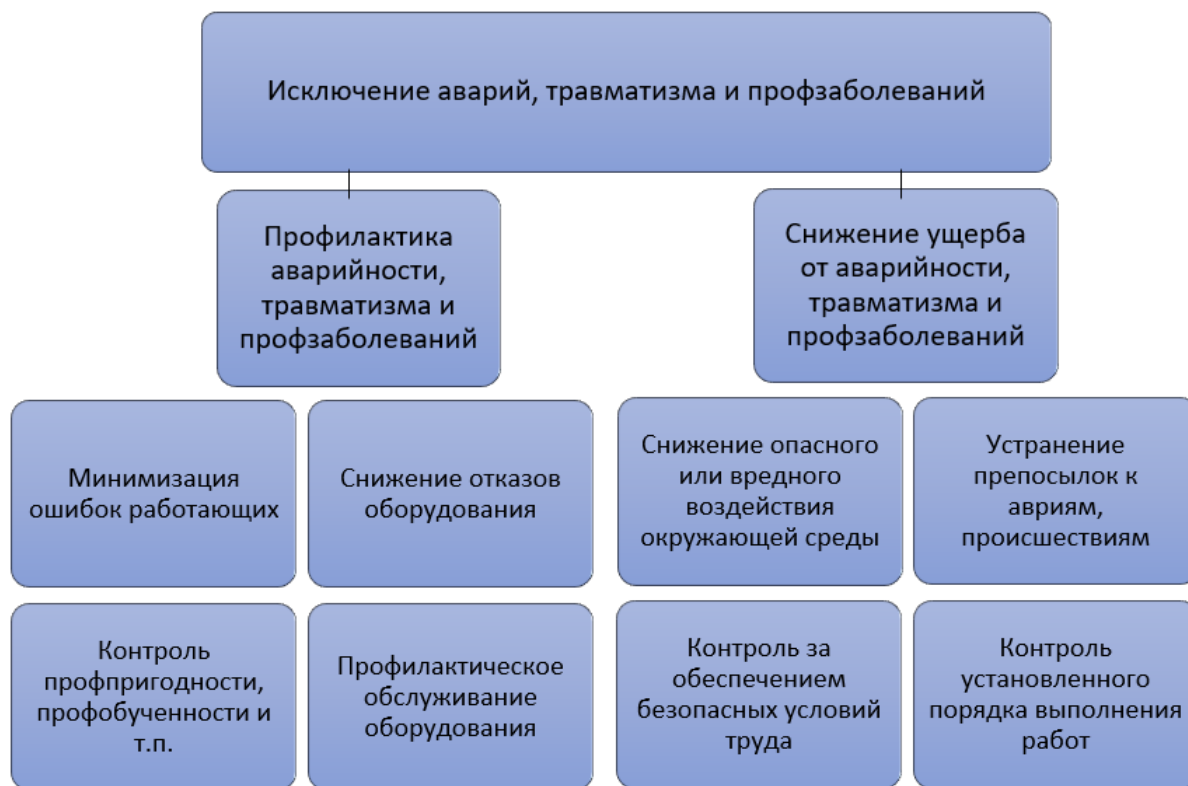 Исключение аварий, травматизма и профзаболеваний
Профилактика
аварийности,
травматизма и
профзаболеваний
Снижение ущерба
от аварийности,
травматизма и
профзаболеваний
Минимизация
ошибок работающих
Снижение отказов
оборудования
Снижение опасного
или вредного
воздействия
окружающей среды
Устранение
препосылок к
авриям,
происшествиям
Контроль
профпригодности,
профобученности и
т.п.
Профилактическое
обслуживание
оборудования
Контроль за
обеспечением
безопасных условий
труда
Контроль
установленного
порядка выполнения
работ